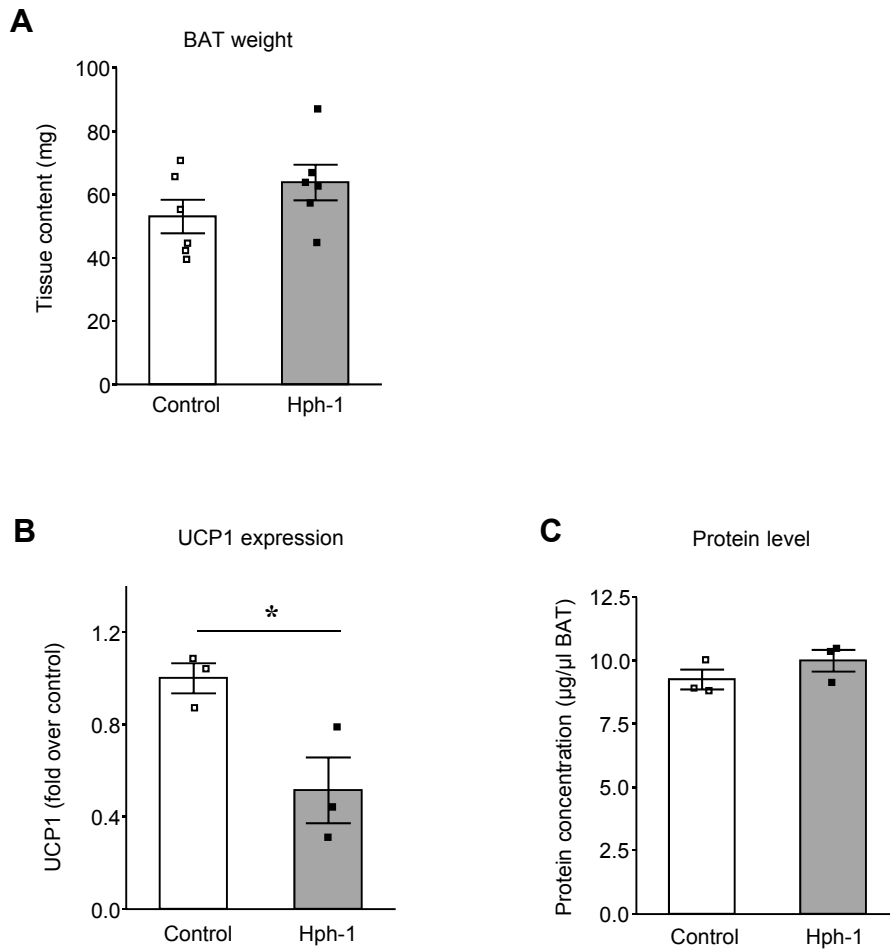 A
BAT weight
Tissue content (mg)
100
80
60
40
20
0
Control Hph-1
B
UCP1 expression
UCP1 (fold over control)
*
1.2
0.8
0.4
0.0
Control Hph-1
C
Protein level
Protein concentration (µg/µl BAT)
12.5
10.0
7.5
5.0
2.5
0.0
Control Hph-1